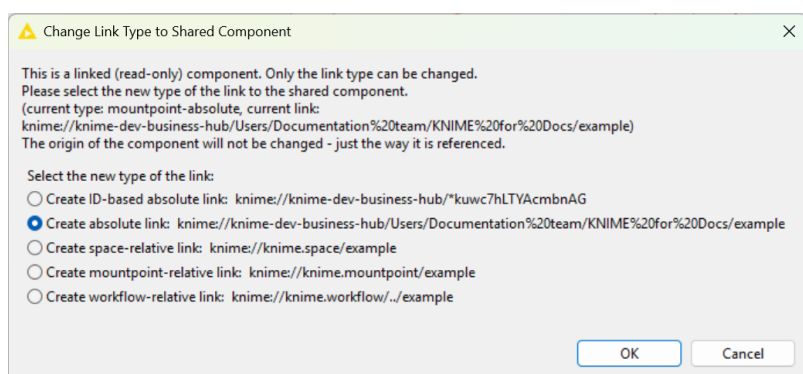 Change Link Type to Shared Component
This is a linked (read-only) component. Only the link type can be changed.
Please select the new type of the link to the shared component.
(current type: mountpoint-absolute, current link:
knime://knime-dev-business-hub/Users/Documentation%20team/KNIME%20for%20Docs/example)
The origin of the component will not be changed - just the way it is referenced.
Select the new type of the link:
Create ID-based absolute link: knime://knime-dev-business-hub/*kuwc7hLTYAcmbnAG
Create absolute link: knime://knime-dev-business-hub/Users/Documentation%20team/KNIME%20for%20Docs/example
Create space-relative link: knime://knime.space/example
Create mountpoint-relative link: knime://knime.mountpoint/example
Create workflow-relative link: knime://knime.workflow/../example
OK Cancel